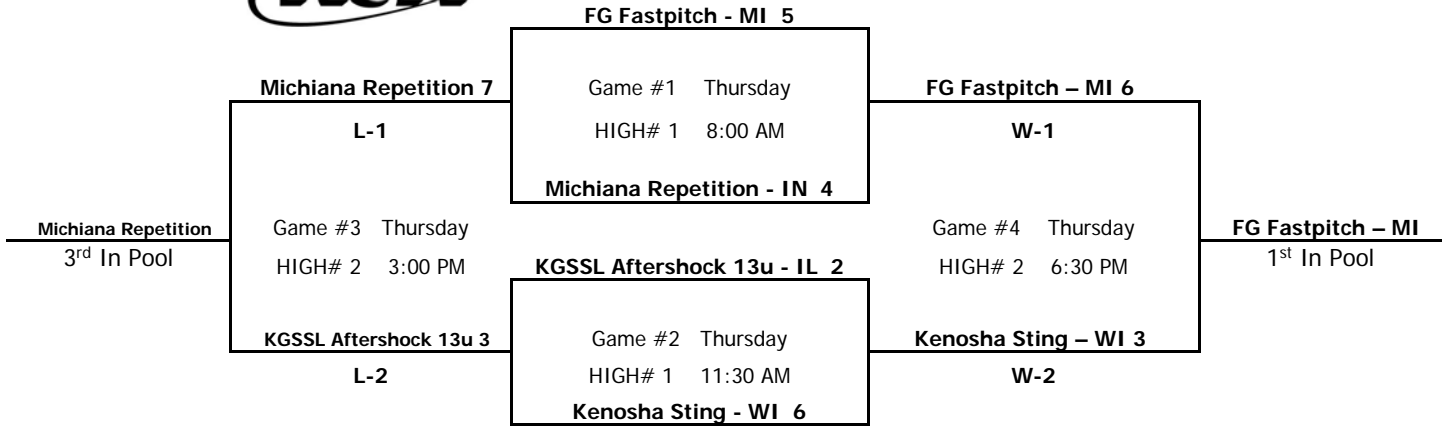 FG Fastpitch - MI 5
Michiana Repetition 7
Game #1 Thursday
FG Fastpitch – MI 6
L-1
HIGH# 1 8:00 AM
W-1
Michiana Repetition - IN 4
Michiana Repetition
Game #3 Thursday
Game #4 Thursday
FG Fastpitch – MI
3rd In Pool
HIGH# 2 3:00 PM
KGSSL Aftershock 13u - IL 2
HIGH# 2 6:30 PM
1st In Pool
KGSSL Aftershock 13u 3
Game #2 Thursday
Kenosha Sting – WI 3
L-2
HIGH# 1 11:30 AM
W-2
Kenosha Sting - WI 6